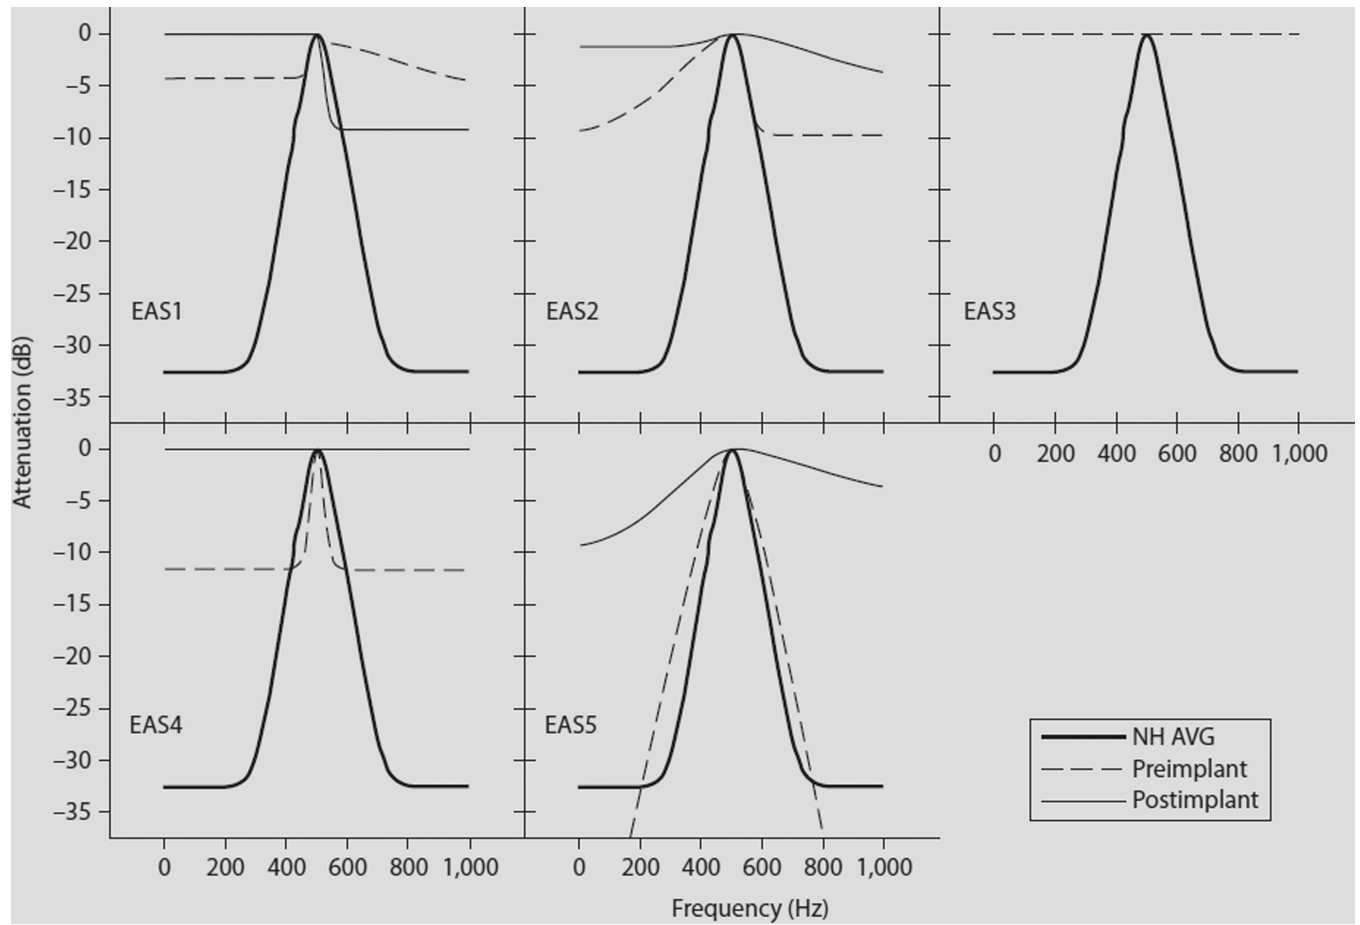 Attenuation (dB)
0
–5
–10
–15
–20
–25
–30
–35
EAS1
EAS2
EAS3
0 200 400 600 800 1,000
0
–5
–10
–15
–20
–25
–30
–35
EAS4
EAS5
NH AVG
Preimplant
Postimplant
0 200 400 600 800 1,000
0 200 400 600 800 1,000
Frequency (Hz)